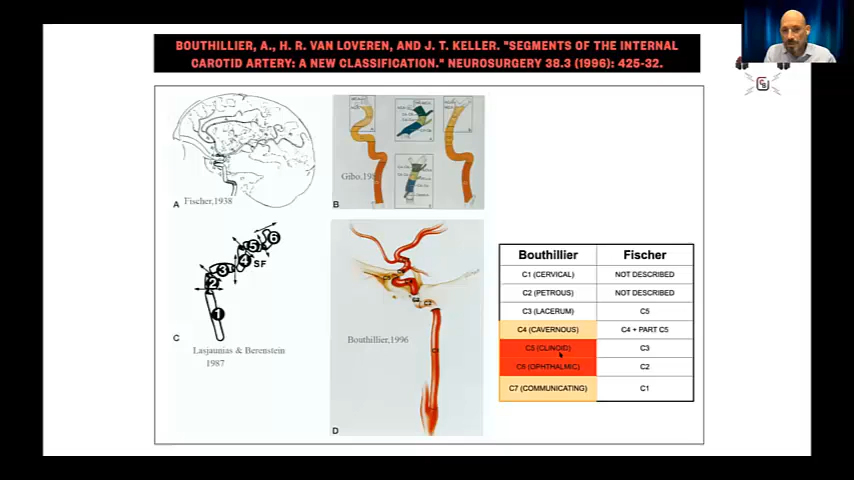 BOUTHILLIER, A., H. R. VAN LOVEREN, AND J. T. KELLER. "SEGMENTS OF THE INTERNAL
CAROTID ARTERY: A NEW CLASSIFICATION." NEUROSURGERY 38.3 (1996): 425-32.
A
Fischer,1938
B
C
1
2
3
4
5
6
SF
Lasjaunias & Berenstein
1987
Bouthillier,1996
D
Bouthillier Fischer
C1 (CERVICAL) NOT DESCRIBED
C2 (PETROUS) NOT DESCRIBED
C3 (LACERUM) C5
C4 (CAVERNOUS) C4 + PART C5
C5 (CLINOID) C3
C6 (OPHTHALMIC) C2
C7 (COMMUNICATING) C1